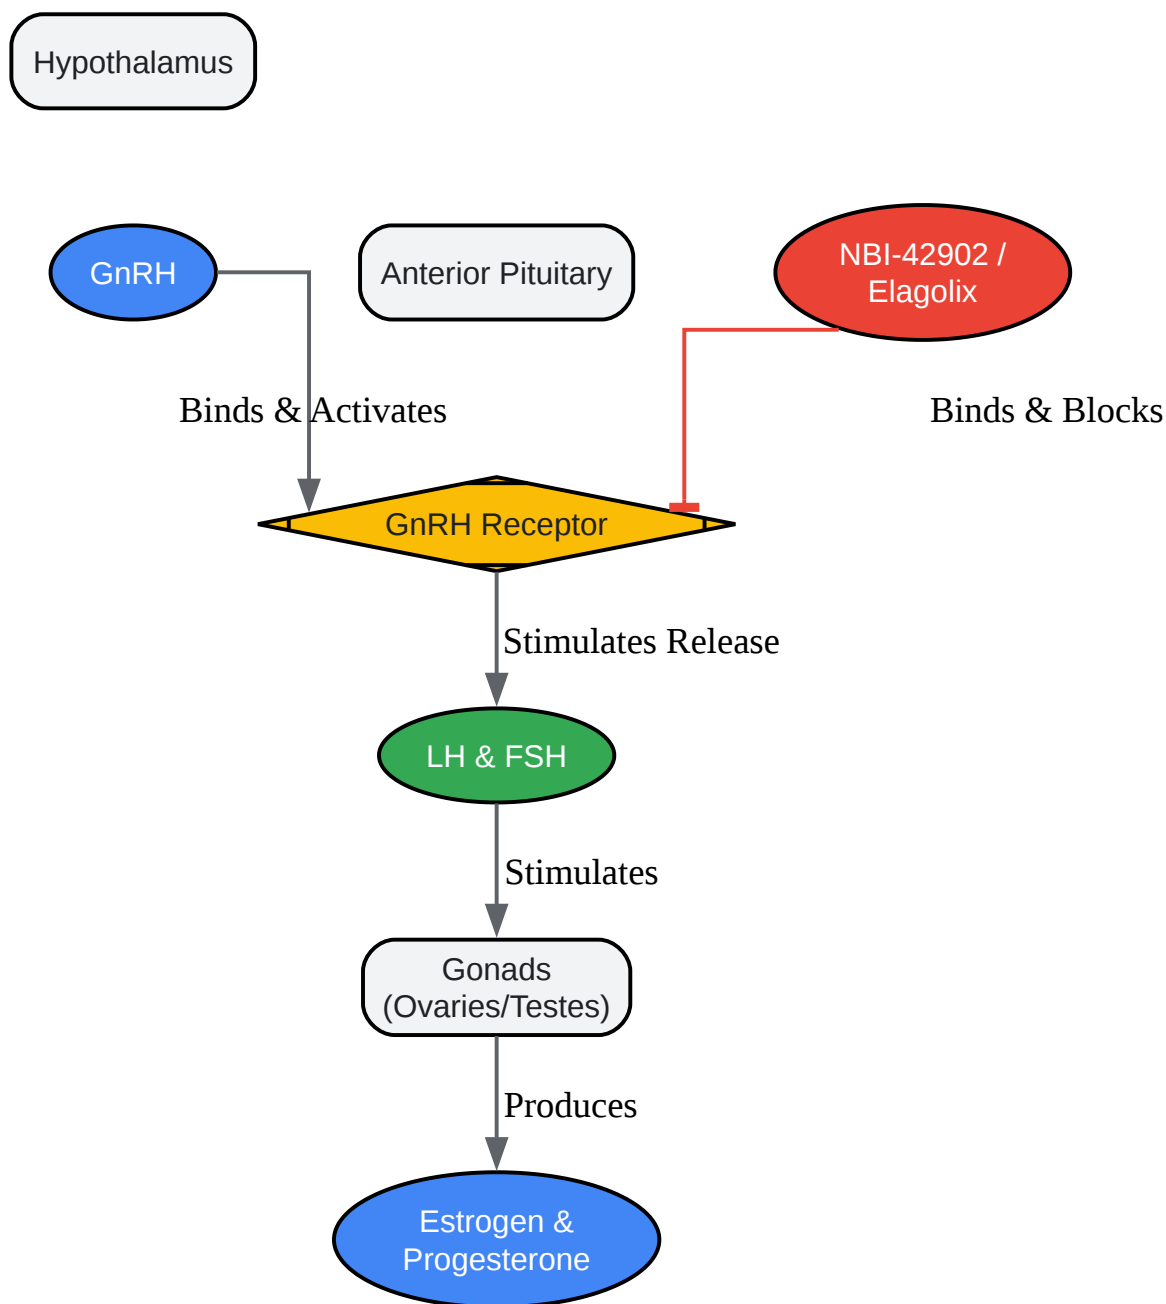 Hypothalamus
GnRH
Anterior Pituitary
NBI-42902 /
Elagolix
Binds & Activates
Binds & Blocks
GnRH Receptor
Stimulates Release
LH & FSH
Stimulates
Gonads
(Ovaries/Testes)
Produces
Estrogen &
Progesterone